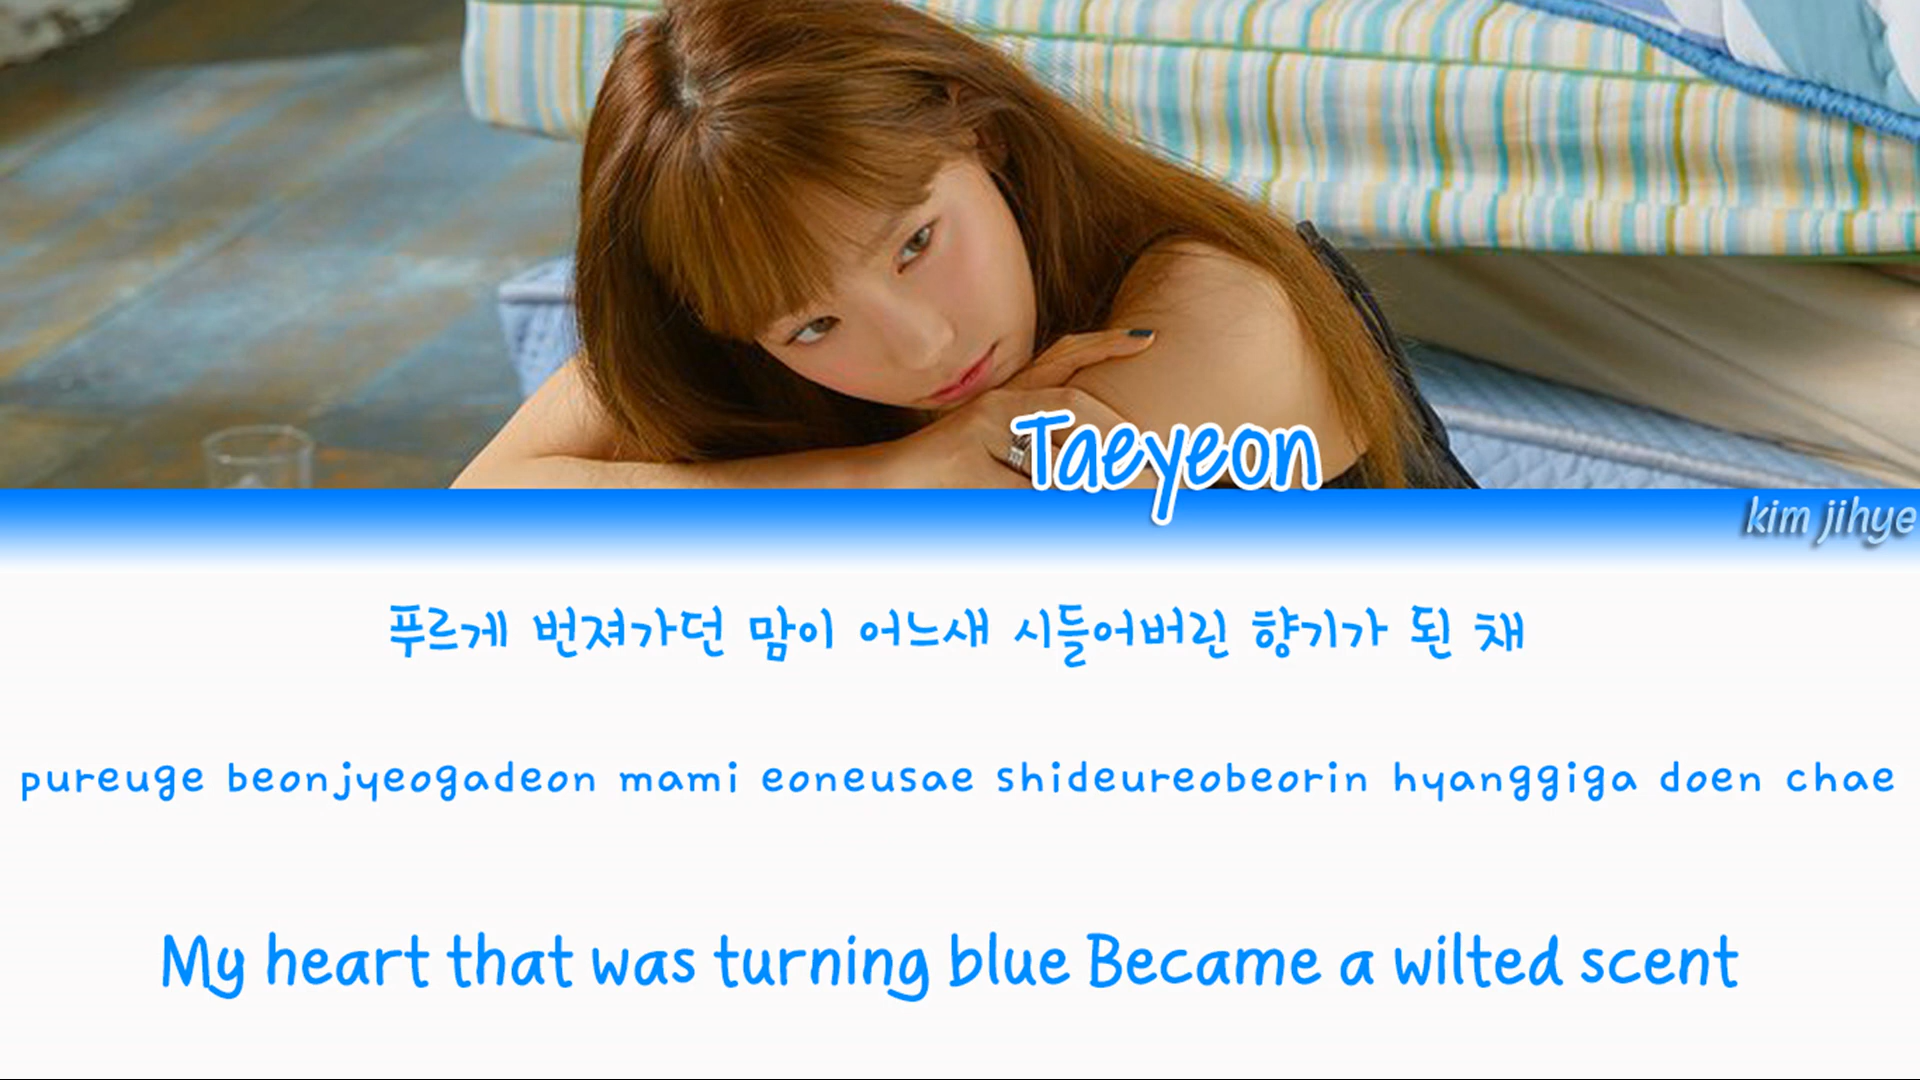 Taeyeon
kim jihye
푸르게 번져가던 맘이 어느새 시들어버린 향기가 된 채
pureuge beonjyeogadeon mami eoneusae shideureobeorin hyanggiga doen chae
My heart that was turning blue Became a wilted scent